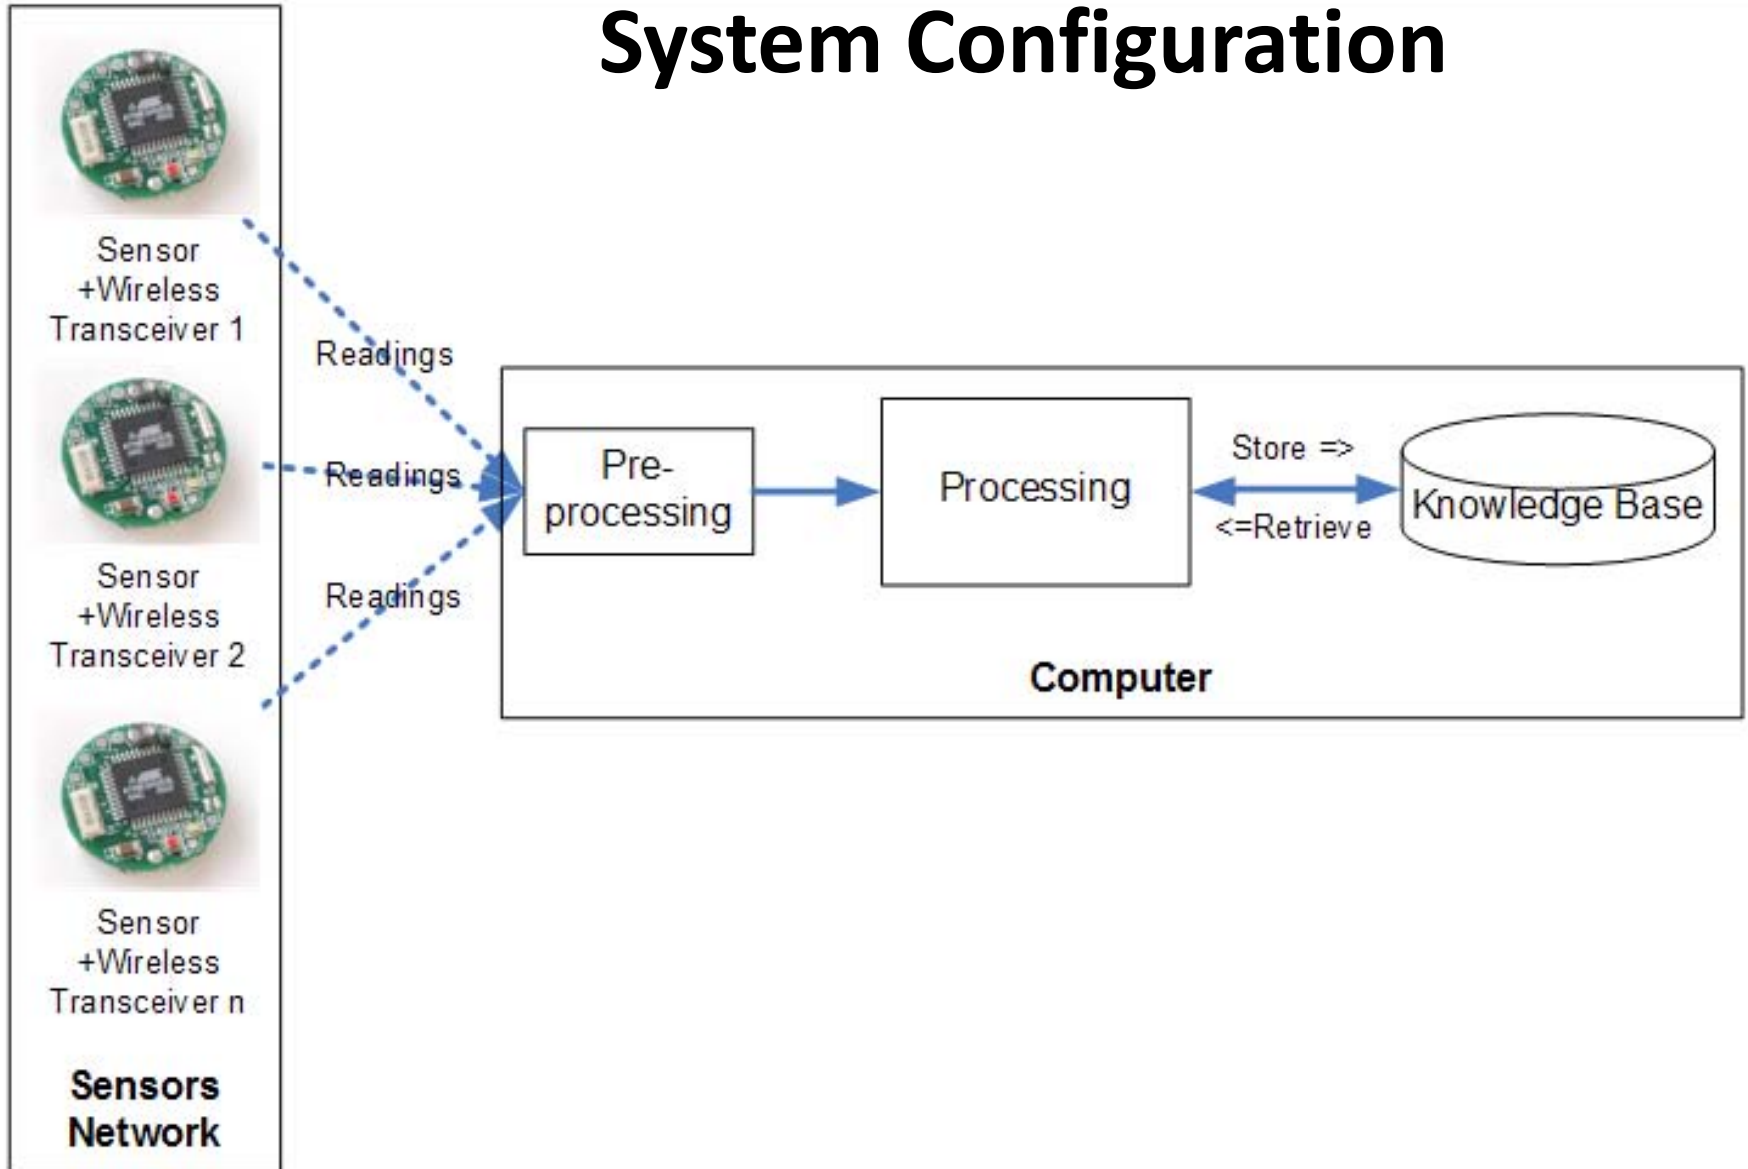 System Configuration
Sensor
+Wireless
Transceiver 1
Readings
Sensor
+Wireless
Transceiver 2
Readings
Sensor
+Wireless
Transceiver n
Readings
Sensors
Network
Pre-
processing
Processing
Store =>
<=Retrieve
Knowledge Base
Computer